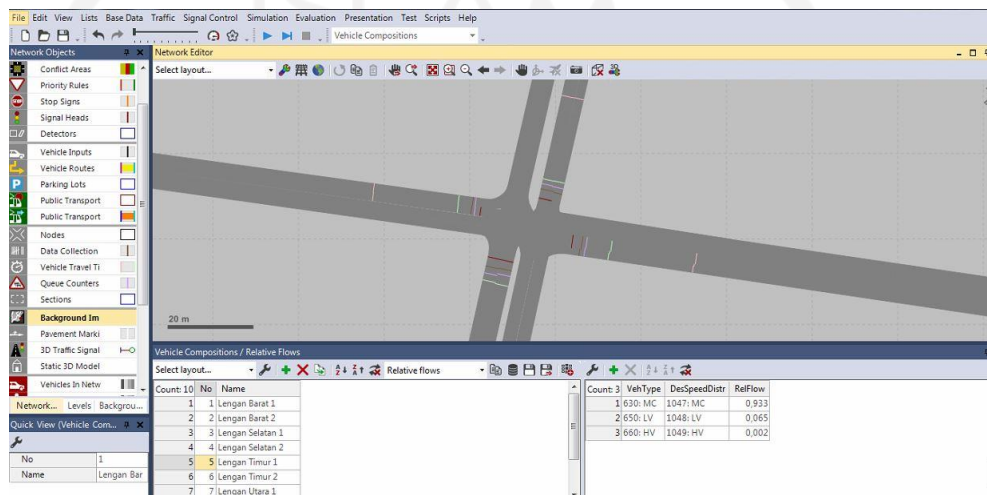 File Edit View Lists Base Data Traffic Signal Control Simulation Evaluation Presentation Test Scripts Help
Vehicle Compositions
Network Objects
Network Editor
Select layout...
Conflict Areas
Priority Rules
Stop Signs
STOP
Signal Heads
Detectors
Vehicle Inputs
Vehicle Routes
P Parking Lots
Public Transport
Public Transport
Nodes
Data Collection
Vehicle Travel Ti
Queue Counters
Sections
Background Im
Pavement Marki
3D Traffic Signal
Static 3D Model
Vehicles In Netw
Network... Levels Backgrou...
20 m
Quick View (Vehicle Com...
No 1
Name Lengan Bar
Vehicle Compositions / Relative Flows
Select layout... Relative flows
Count: 10 No Name
1 1 Lengan Barat 1
2 2 Lengan Barat 2
3 3 Lengan Selatan 1
4 4 Lengan Selatan 2
5 5 Lengan Timur 1
6 6 Lengan Timur 2
7 7 Lengan Utara 1
Count: 3 VehType DesSpeedDistr RelFlow
1 630: MC 1047: MC 0,933
2 650: LV 1048: LV 0,065
3 660: HV 1049: HV 0,002